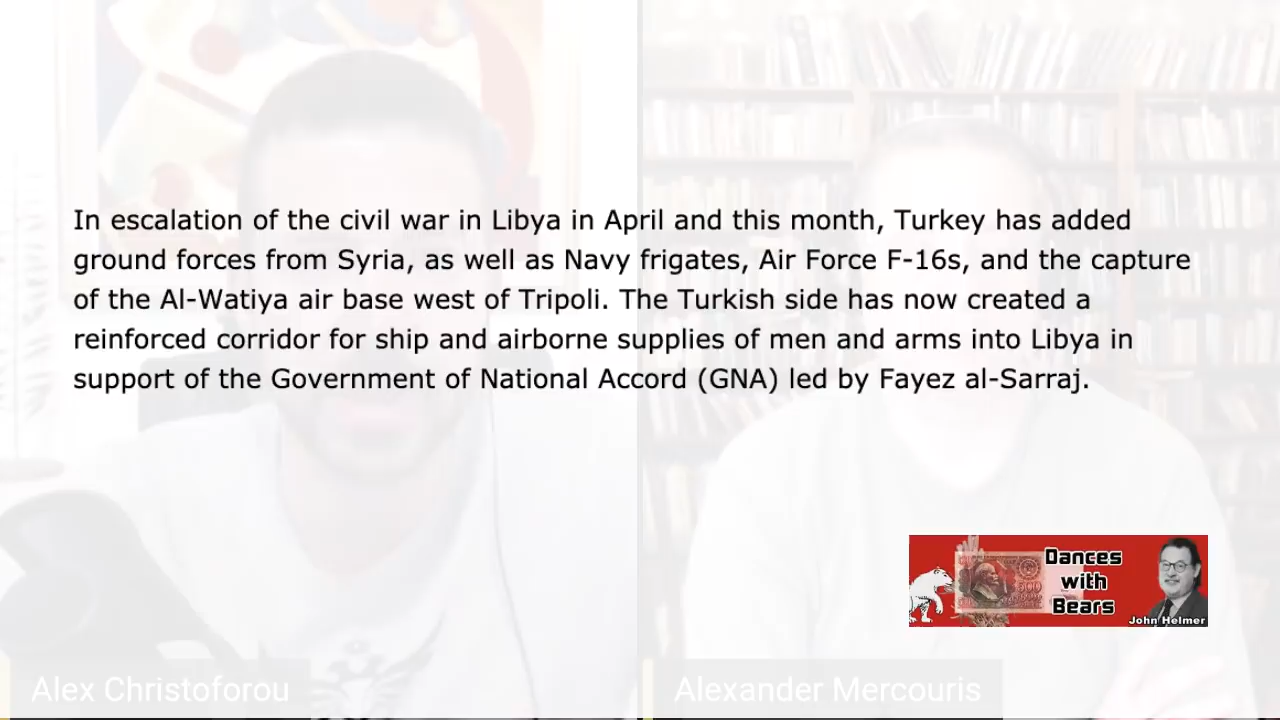 In escalation of the civil war in Libya in April and this month, Turkey has added
ground forces from Syria, as well as Navy frigates, Air Force F-16s, and the capture
of the Al-Watiya air base west of Tripoli. The Turkish side has now created a
reinforced corridor for ship and airborne supplies of men and arms into Libya in
support of the Government of National Accord (GNA) led by Fayez al-Sarraj.
Dances
with
Bears
John Helmer
Alex Christoforou
Alexander Mercouris